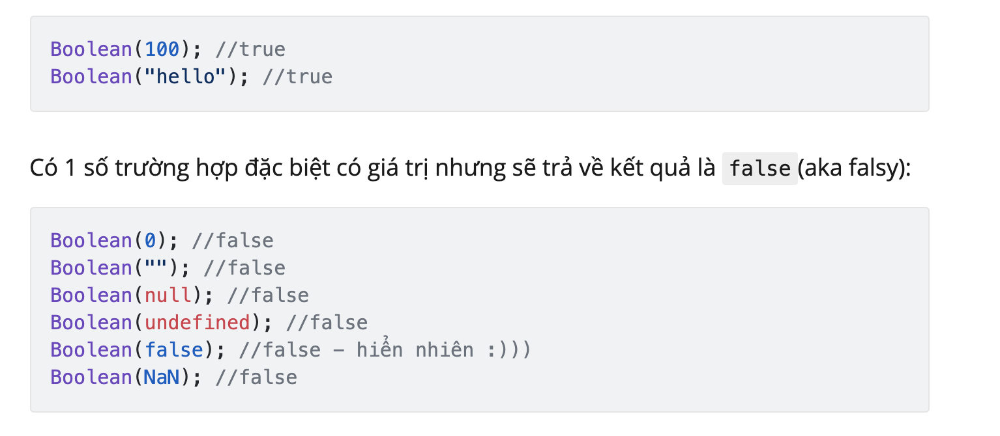 Boolean(100); //true
Boolean("hello"); //true
Có 1 số trường hợp đặc biệt có giá trị nhưng sẽ trả về kết quả là false(aka falsy):
Boolean(0); //false
Boolean(""); //false
Boolean(null); //false
Boolean(undefined); //false
Boolean(false); //false – hiển nhiên :)))
Boolean(NaN); //false